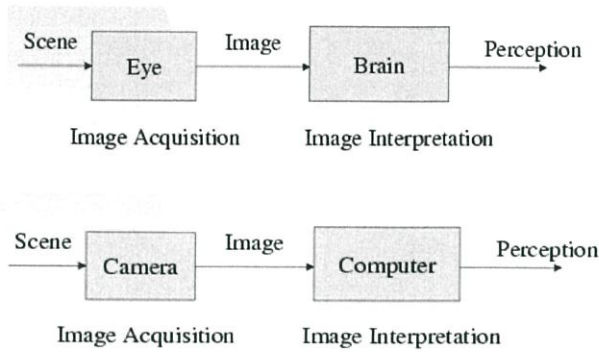 Scene Image Perception
Eye Brain
Image Acquisition Image Interpretation
Scene Image Perception
Camera Computer
Image Acquisition Image Interpretation